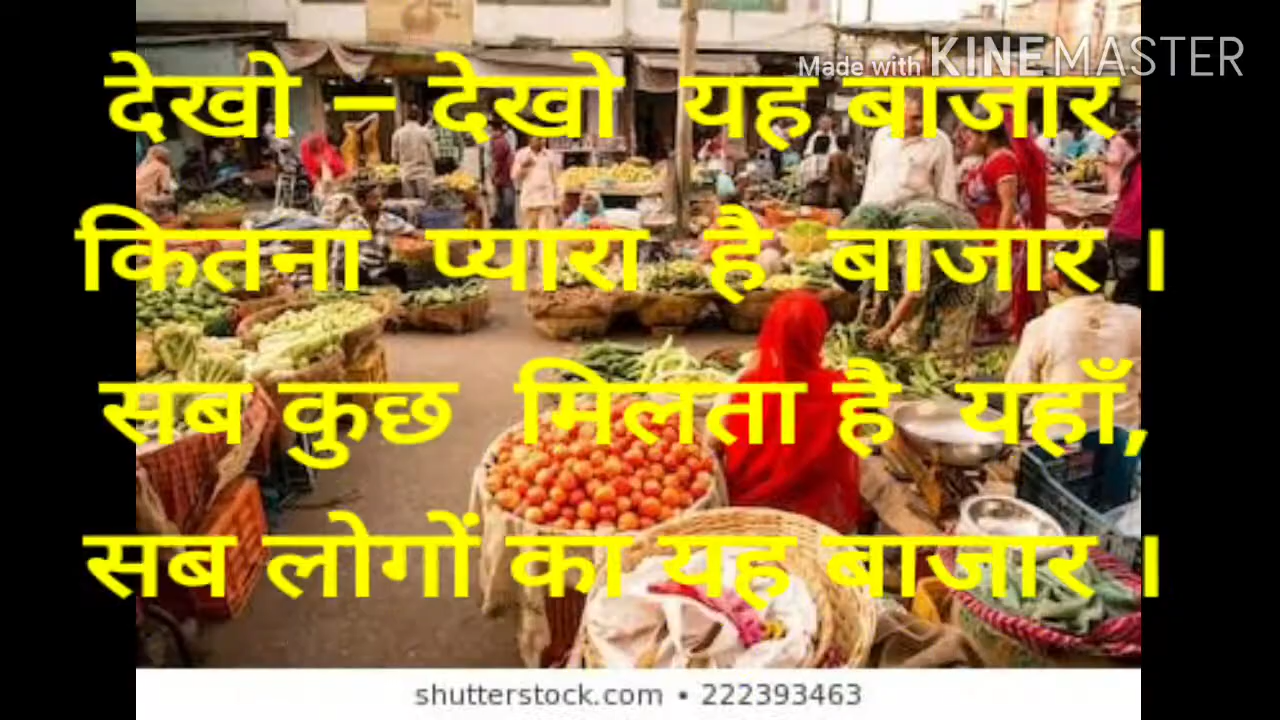 Made with KINEMASTER
देखो – देखो यह बाजार
कितना प्यारा है बाजार ।
सब कुछ मिलता है यहाँ,
सब लोगों का यह बाजार ।
shutterstock.com • 222393463